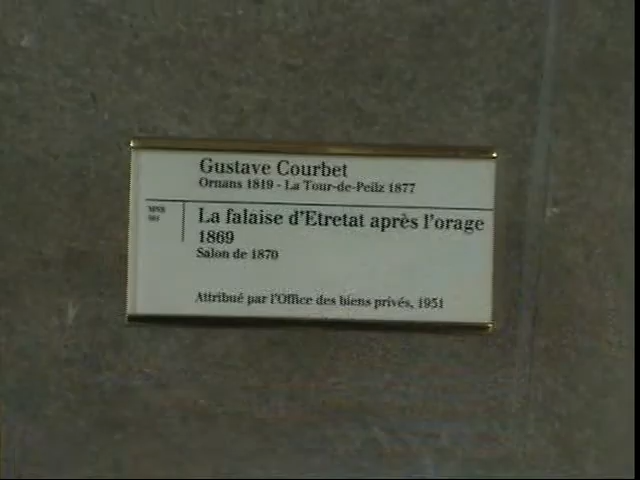 Gustave Courbet
Ornans 1819 - La Tour-de-Peilz 1877
MNR
La falaise d'Etretat après l'orage
1869
Salon de 1870
Attribué par l'Office des biens privés, 1951